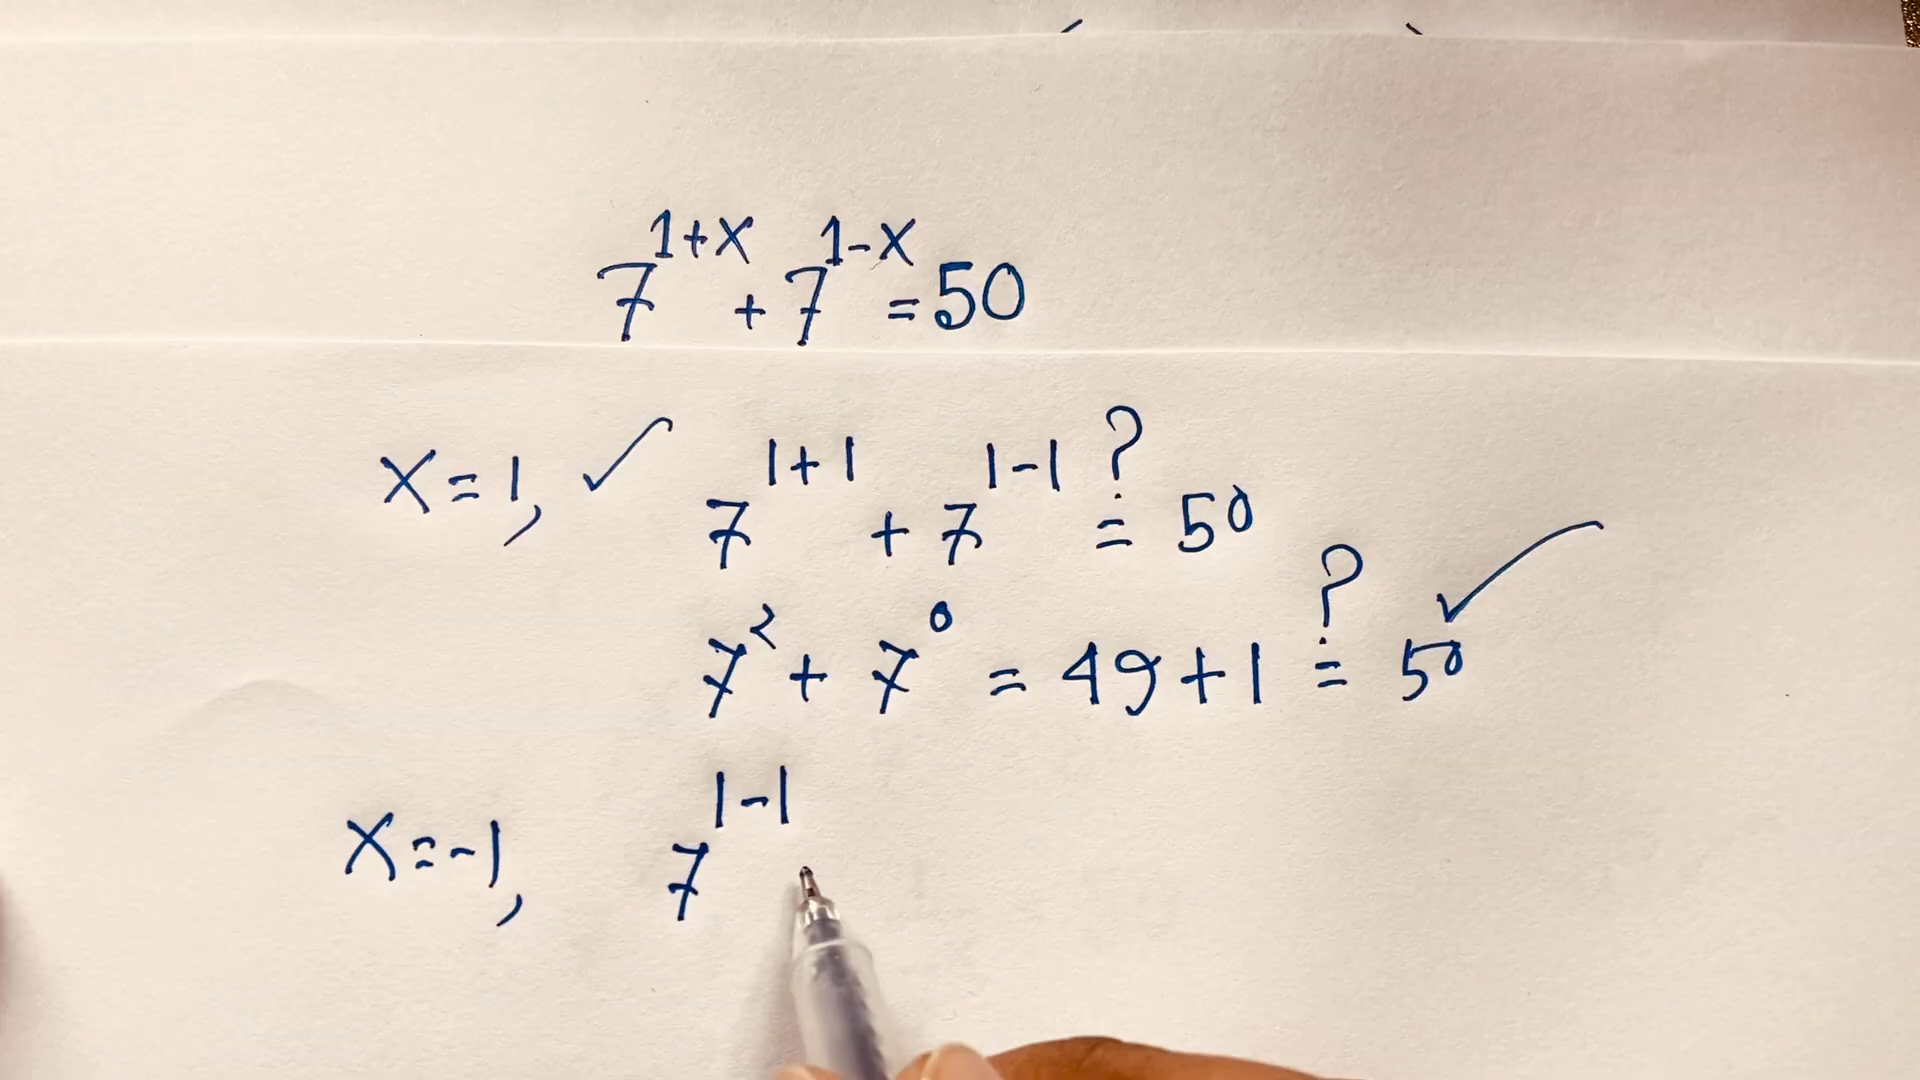 7^{1+x} + 7^{1-x} = 50
x=1, ✓ 7^{1+1} + 7^{1-1} ≟ 50
7^2 + 7^0 = 49+1 ≟ 50 ✓
x=-1, 7^{1-1}